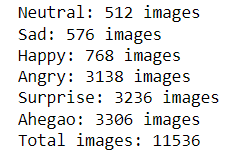 Neutral: 512 images
Sad: 576 images
Happy: 768 images
Angry: 3138 images
Surprise: 3236 images
Ahegao: 3306 images
Total images: 11536